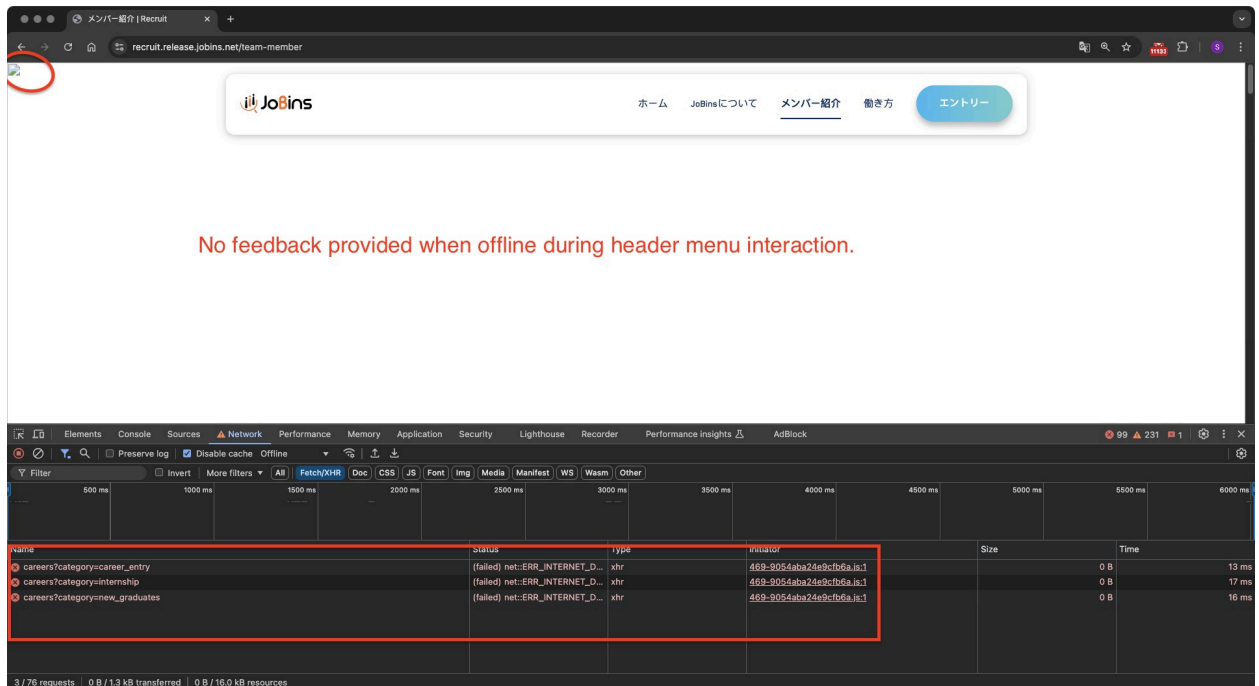 メンバー紹介 | Recruit
recruit.release.jobins.net/team-member
11133
S
JoBins
ホーム JoBinsについて メンバー紹介 働き方 エントリー
No feedback provided when offline during header menu interaction.
Elements Console Sources Network Performance Memory Application Security Lighthouse Recorder Performance insights AdBlock 99 231 1
Preserve log Disable cache Offline
Filter Invert More filters All Fetch/XHR Doc CSS JS Font Img Media Manifest WS Wasm Other
500 ms 1000 ms 1500 ms 2000 ms 2500 ms 3000 ms 3500 ms 4000 ms 4500 ms 5000 ms 5500 ms 6000 ms
Name Status Type Initiator Size Time
careers?category=career_entry (failed) net::ERR_INTERNET_D... xhr 469-9054aba24e9cfb6a.js:1 0 B 13 ms
careers?category=internship (failed) net::ERR_INTERNET_D... xhr 469-9054aba24e9cfb6a.js:1 0 B 17 ms
careers?category=new_graduates (failed) net::ERR_INTERNET_D... xhr 469-9054aba24e9cfb6a.js:1 0 B 16 ms
3 / 76 requests 0 B / 1.3 kB transferred 0 B / 16.0 kB resources